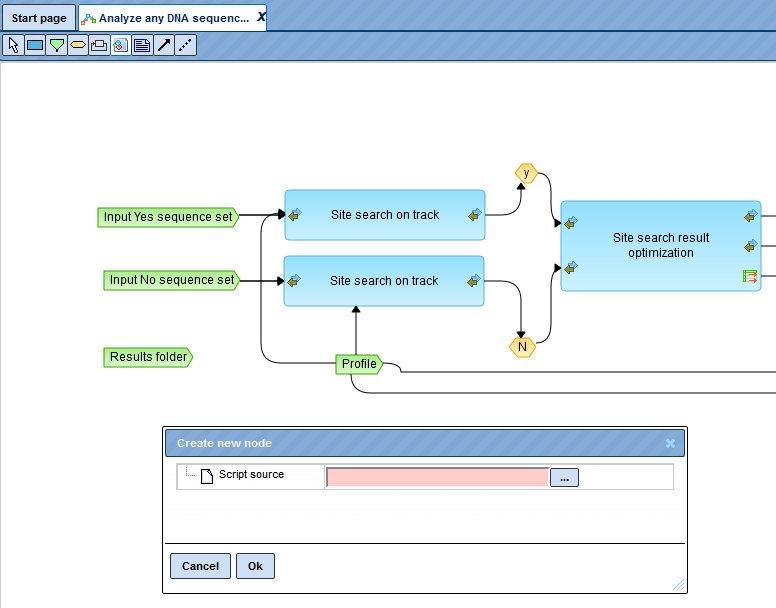 Start page
Analyze any DNA sequenc... X
Input Yes sequence set
Site search on track
y
Site search result
optimization
Input No sequence set
Site search on track
N
Results folder
Profile
Create new node
Script source
...
Cancel
Ok